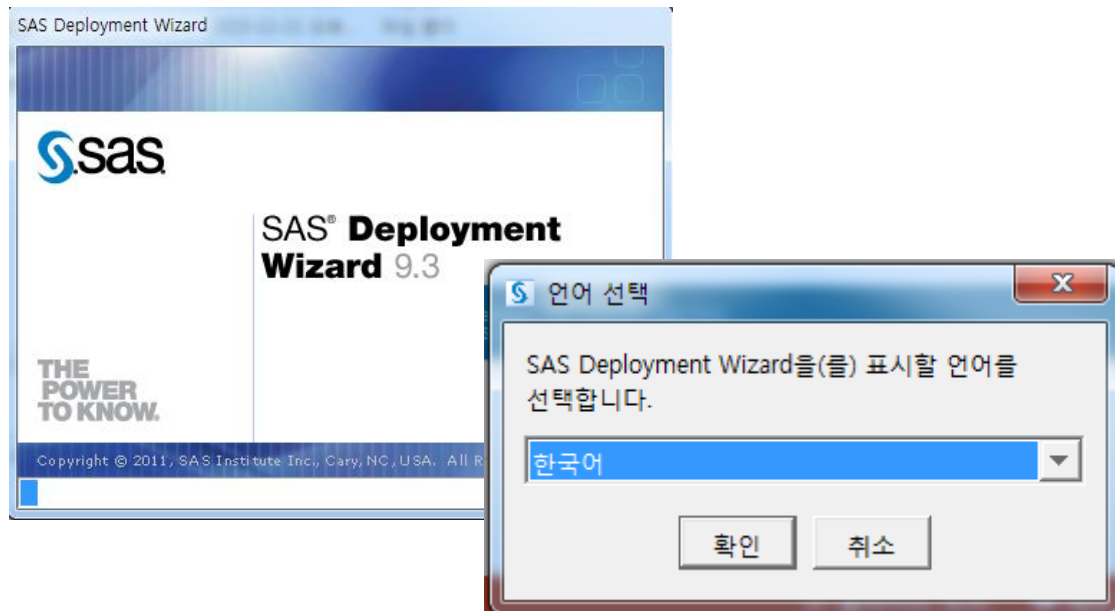 SAS Deployment Wizard
sas
SAS® Deployment
Wizard 9.3
THE
POWER
TO KNOW.
Copyright © 2011, SAS Institute Inc., Cary, NC, USA. All R
언어 선택
SAS Deployment Wizard을(를) 표시할 언어를
선택합니다.
한국어
확인 취소